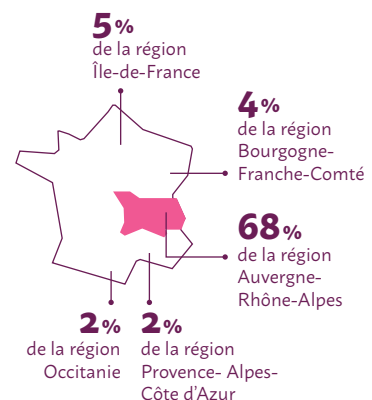 5%
de la région
Île-de-France
4%
de la région
Bourgogne-
Franche-Comté
68%
de la région
Auvergne-
Rhône-Alpes
2%
de la région
Occitanie
2%
de la région
Provence- Alpes-
Côte d'Azur